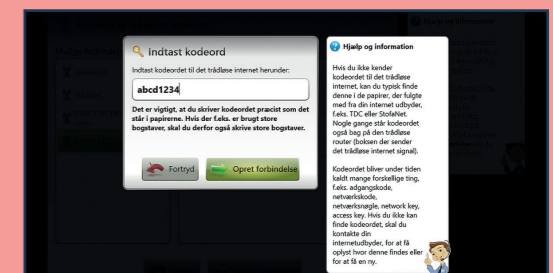 Indtast kodeord
Indtast kodeordet til det trådløse internet herunder:
abcd1234
Det er vigtigt, at du skriver kodeordet præcist som det
står i papirerne. Hvis der f.eks. er brugt store
bogstaver, skal du derfor også skrive store bogstaver.
Fortryd
Opret forbindelse
Hjælp og information
Hvis du ikke kender
kodeordet til det trådløse
internet, kan du typisk finde
denne i de papirer, der fulgte
med fra din internet udbyder,
f.eks. TDC eller StofaNet.
Nogle gange står kodeordet
også bag på den trådløse
router (boksen der sender
det trådløse internet signal).
Kodeordet bliver under tiden
kaldt mange forskellige ting,
f.eks. adgangskode,
netværkskode,
netværksnøgle, network key,
access key. Hvis du ikke kan
finde kodeordet, skal du
kontakte din
internetudbyder, for at få
oplyst hvor denne findes eller
for at få en ny.